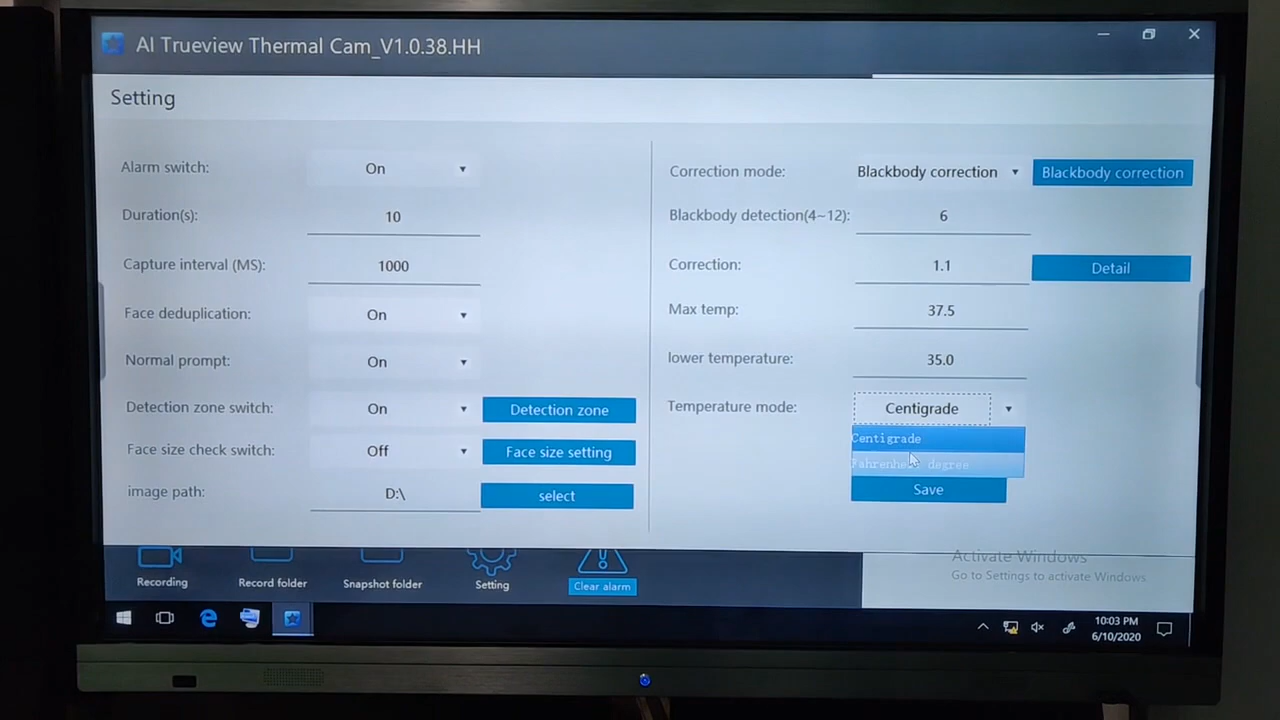 AI Trueview Thermal Cam_V1.0.38.HH
Setting
Alarm switch: On
Duration(s): 10
Capture interval (MS): 1000
Face deduplication: On
Normal prompt: On
Detection zone switch: On Detection zone
Face size check switch: Off Face size setting
image path: D:\ select
Correction mode: Blackbody correction Blackbody correction
Blackbody detection(4~12): 6
Correction: 1.1 Detail
Max temp: 37.5
lower temperature: 35.0
Temperature mode: Centigrade
Centigrade
Fahrenheit degree
Save
Recording
Record folder
Snapshot folder
Setting
Clear alarm
Activate Windows
Go to Settings to activate Windows
10:03 PM
6/10/2020